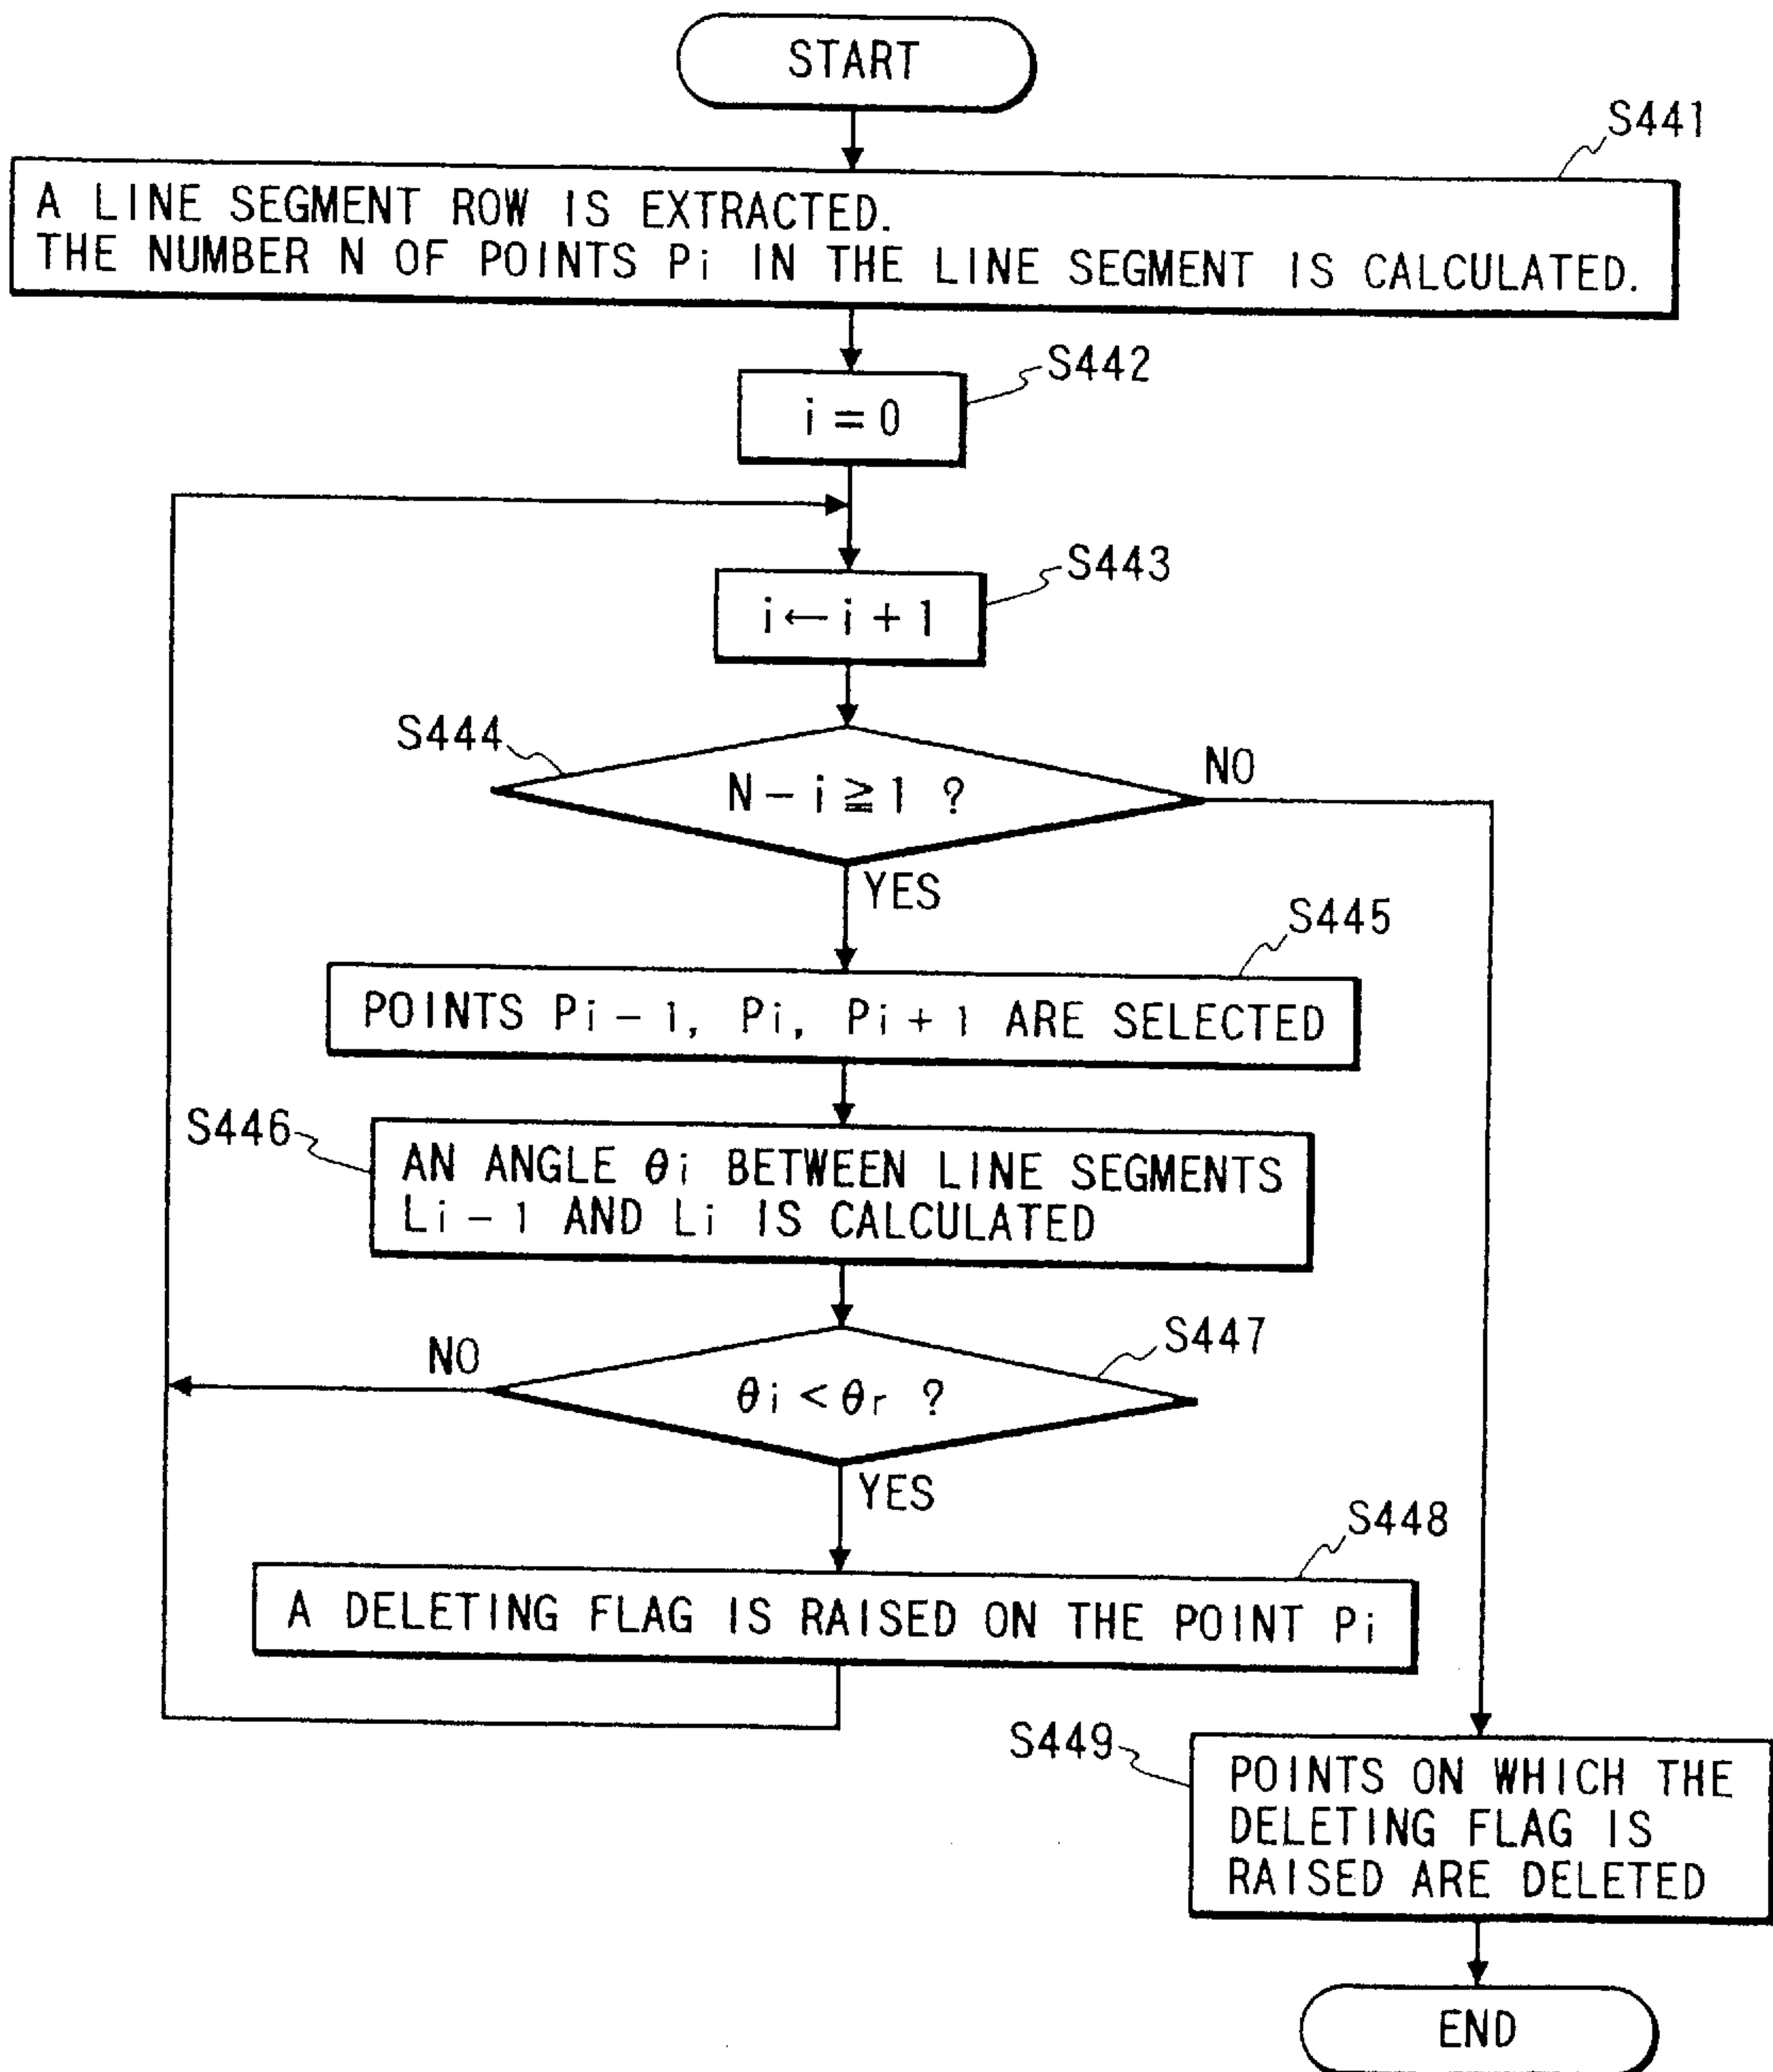 START
S441
A LINE SEGMENT ROW IS EXTRACTED.
THE NUMBER N OF POINTS Pi IN THE LINE SEGMENT IS CALCULATED.
S442
i = 0
S443
i ← i + 1
S444
N - i ≧ 1 ?
NO
YES
S445
POINTS Pi-1, Pi, Pi+1 ARE SELECTED
S446
AN ANGLE θi BETWEEN LINE SEGMENTS
Li-1 AND Li IS CALCULATED
S447
NO
θi < θr ?
YES
S448
A DELETING FLAG IS RAISED ON THE POINT Pi
S449
POINTS ON WHICH THE
DELETING FLAG IS
RAISED ARE DELETED
END